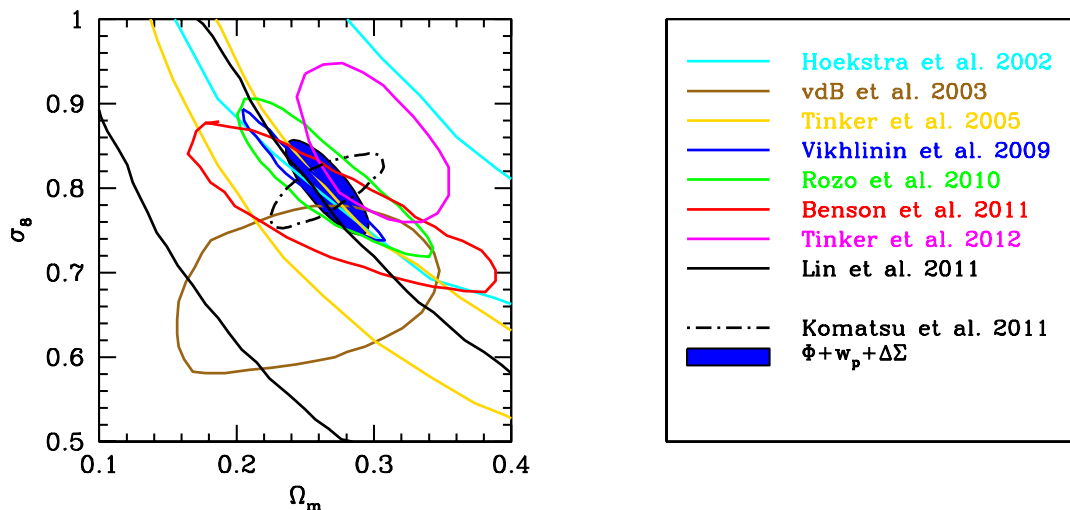 1
0.9
0.8
0.7
0.6
0.5
0.1
0.2
0.3
0.4
σ8
Ωm
Hoekstra et al. 2002
vdB et al. 2003
Tinker et al. 2005
Vikhlinin et al. 2009
Rozo et al. 2010
Benson et al. 2011
Tinker et al. 2012
Lin et al. 2011
Komatsu et al. 2011
Φ+wp+ΔΣ